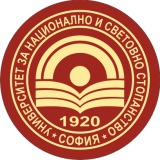 УНИВЕРСИТЕТ ЗА НАЦИОНАЛНО И СВЕТОВНО СТОПАНСТВО
1920
• СОФИЯ •